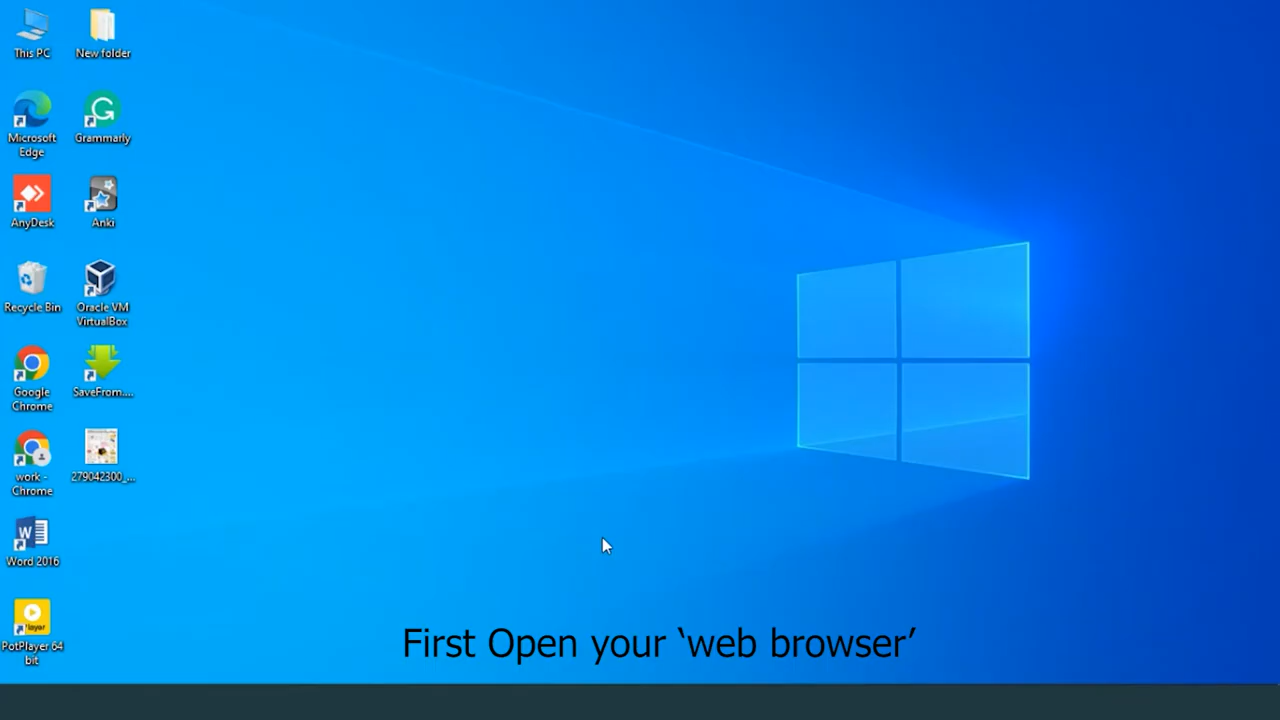 This PC
New folder
Microsoft
Edge
Grammarly
AnyDesk
Anki
Recycle Bin
Oracle VM
VirtualBox
Google
Chrome
SaveFrom....
work -
Chrome
279042300_...
Word 2016
PotPlayer 64
bit
First Open your ‘web browser’